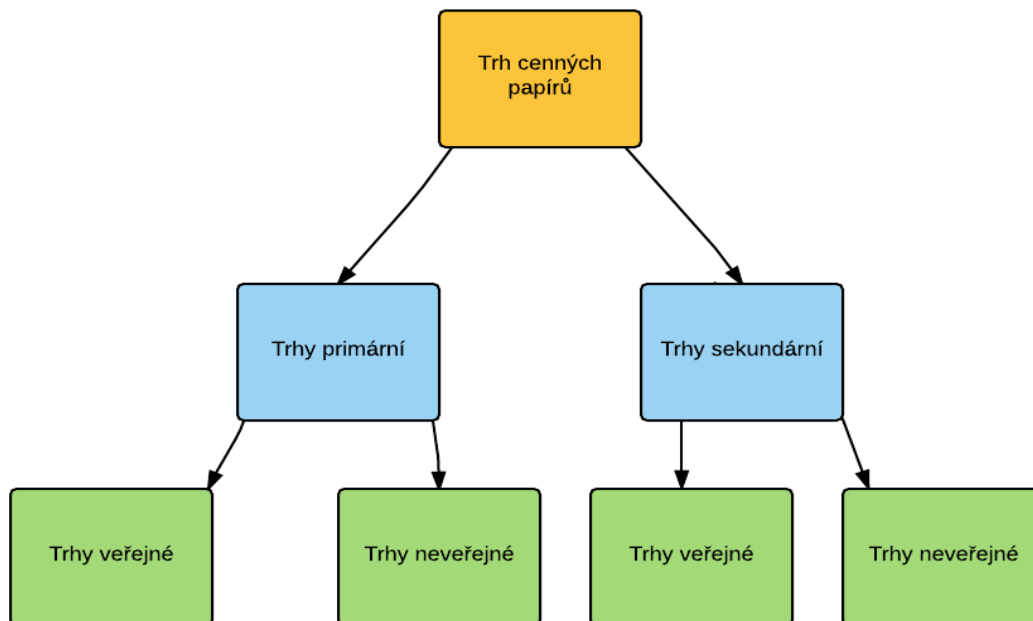 Trh cenných
papírů
Trhy primární
Trhy sekundární
Trhy veřejné
Trhy neveřejné
Trhy veřejné
Trhy neveřejné